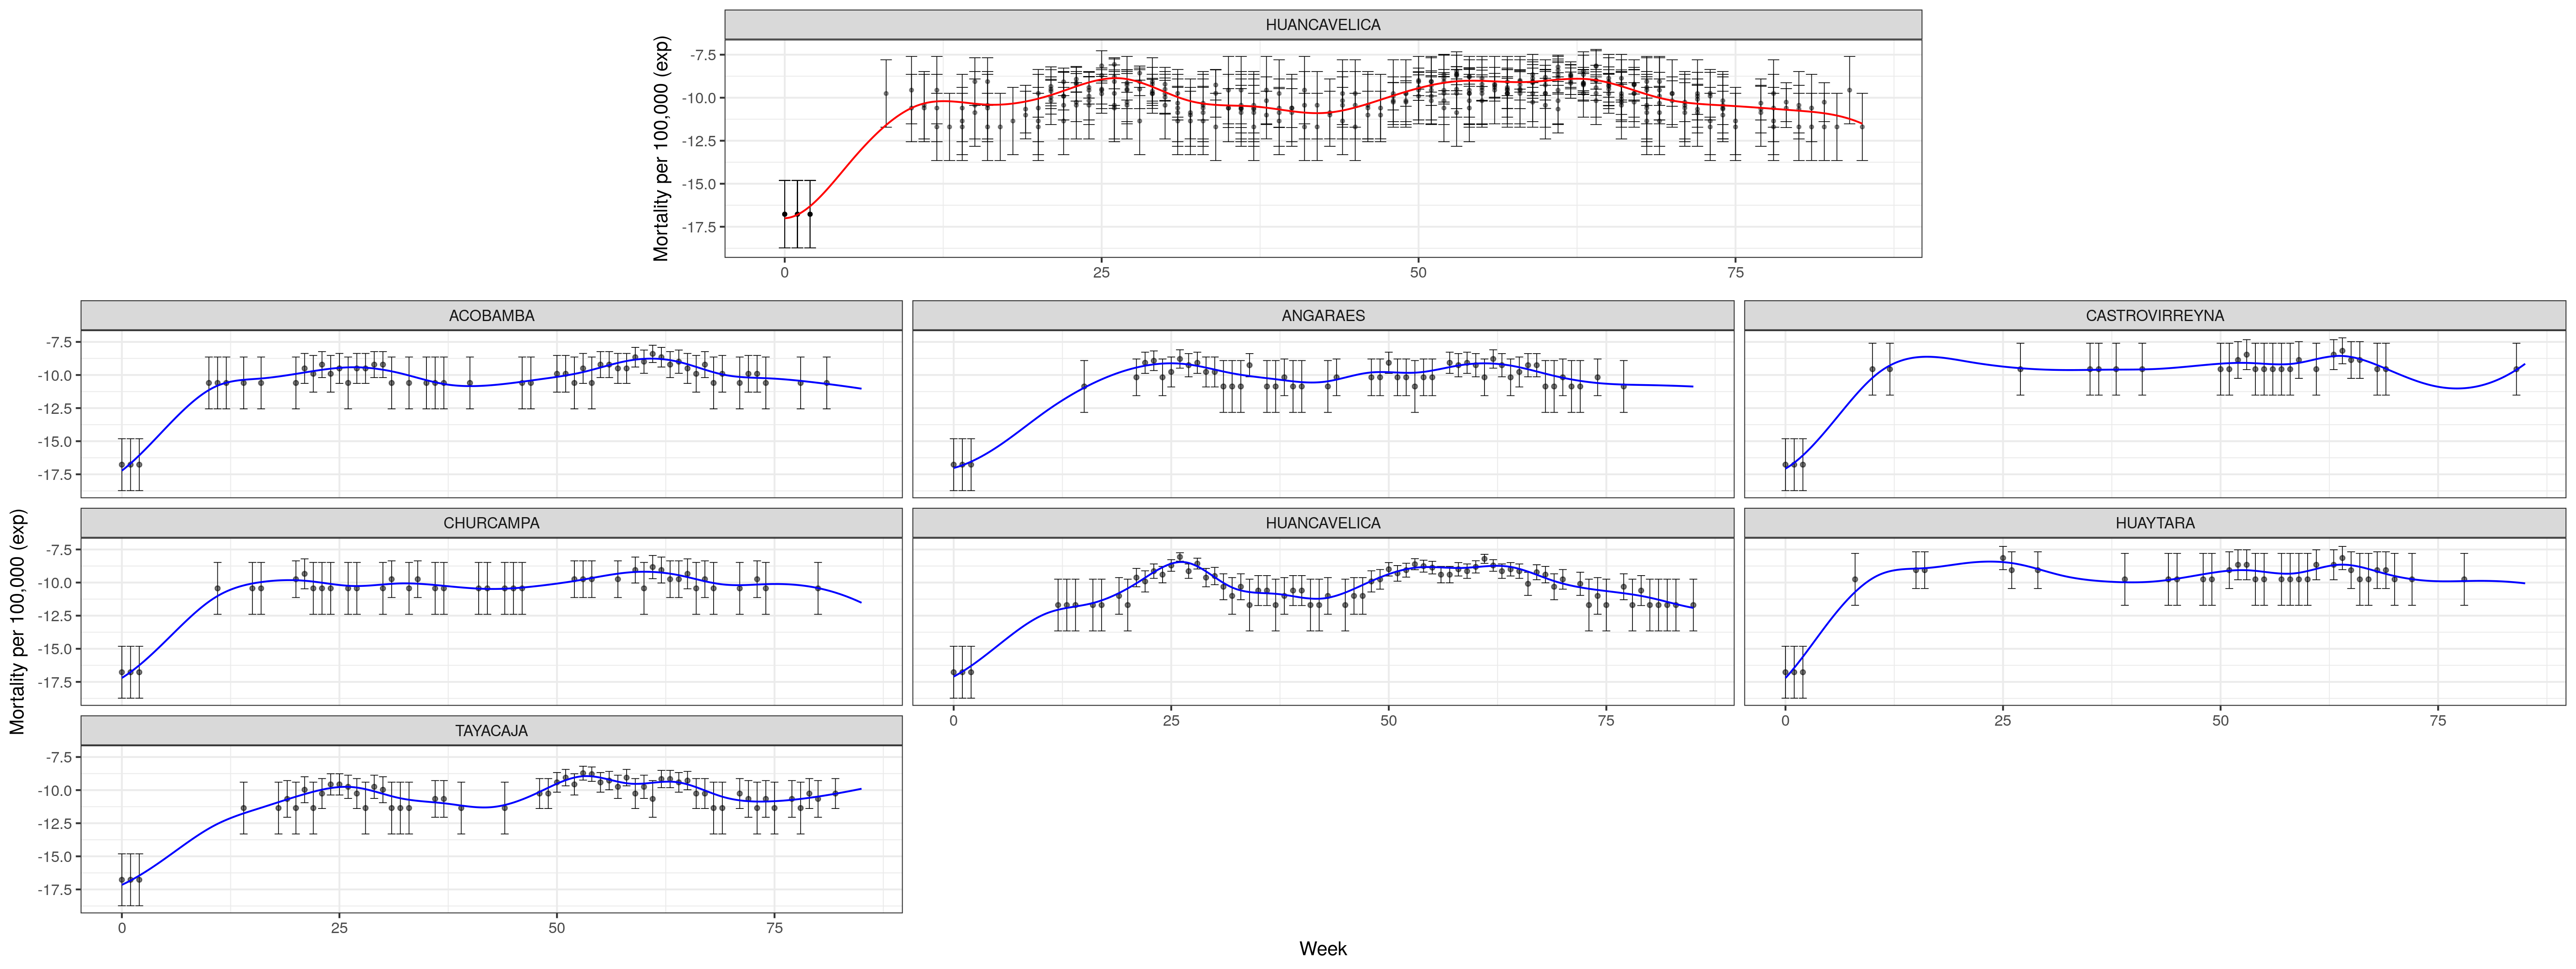 HUANCAVELICA
Mortality per 100,000 (exp)
-7.5
-10.0
-12.5
-15.0
-17.5
0 25 50 75
ACOBAMBA ANGARAES CASTROVIRREYNA
-7.5
-10.0
-12.5
-15.0
-17.5
CHURCAMPA HUANCAVELICA HUAYTARA
Mortality per 100,000 (exp)
-7.5
-10.0
-12.5
-15.0
-17.5
0 25 50 75 0 25 50 75
TAYACAJA
-7.5
-10.0
-12.5
-15.0
-17.5
0 25 50 75
Week